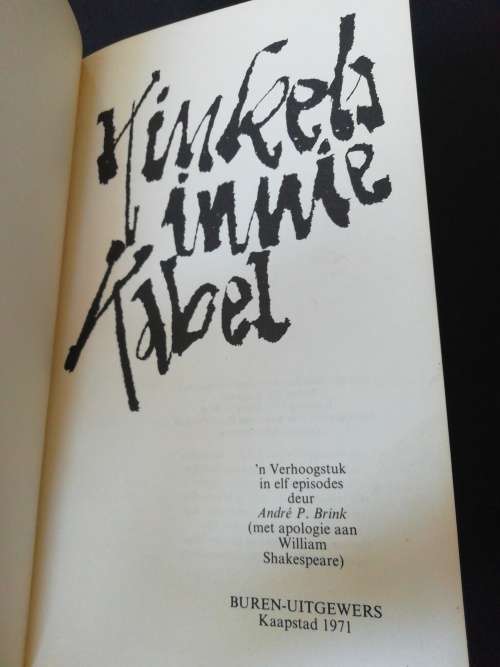 Kinkels
innie
Kabel
'n Verhoogstuk
in elf episodes
deur
André P. Brink
(met apologie aan
William
Shakespeare)
BUREN-UITGEWERS
Kaapstad 1971